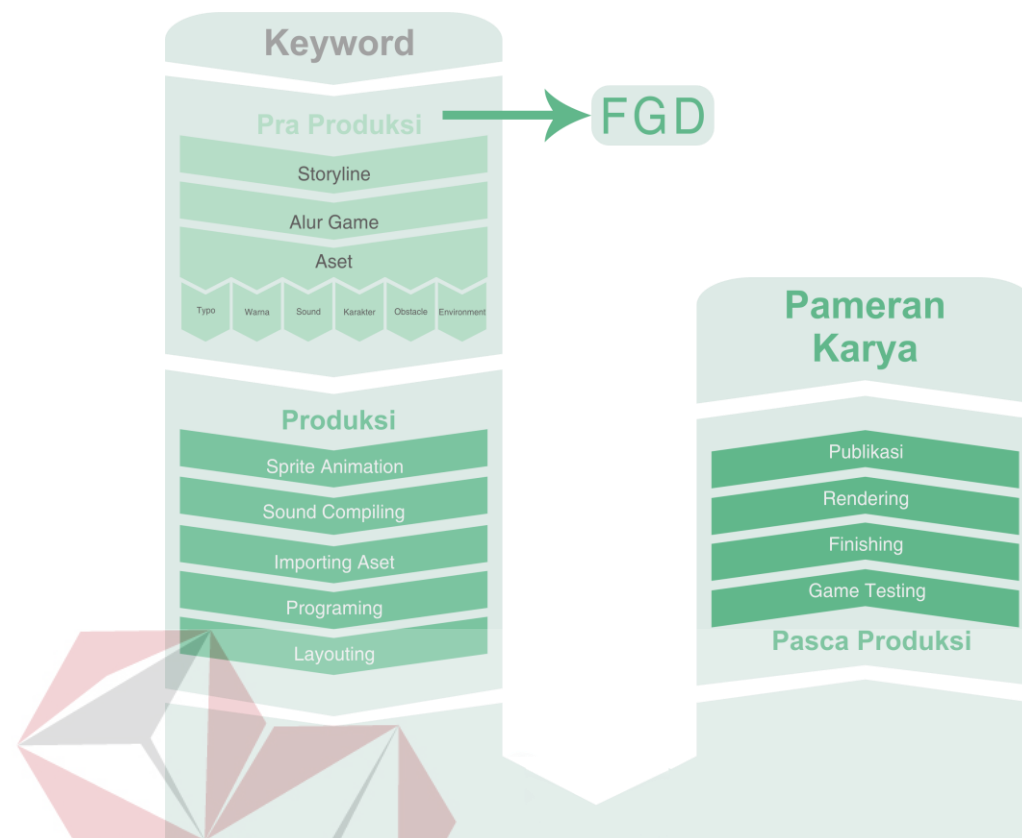 Keyword
Pra Produksi
FGD
Storyline
Alur Game
Aset
Typo Warna Sound Karakter Obstacle Environment
Produksi
Sprite Animation
Sound Compiling
Importing Aset
Programing
Layouting
Pameran
Karya
Publikasi
Rendering
Finishing
Game Testing
Pasca Produksi